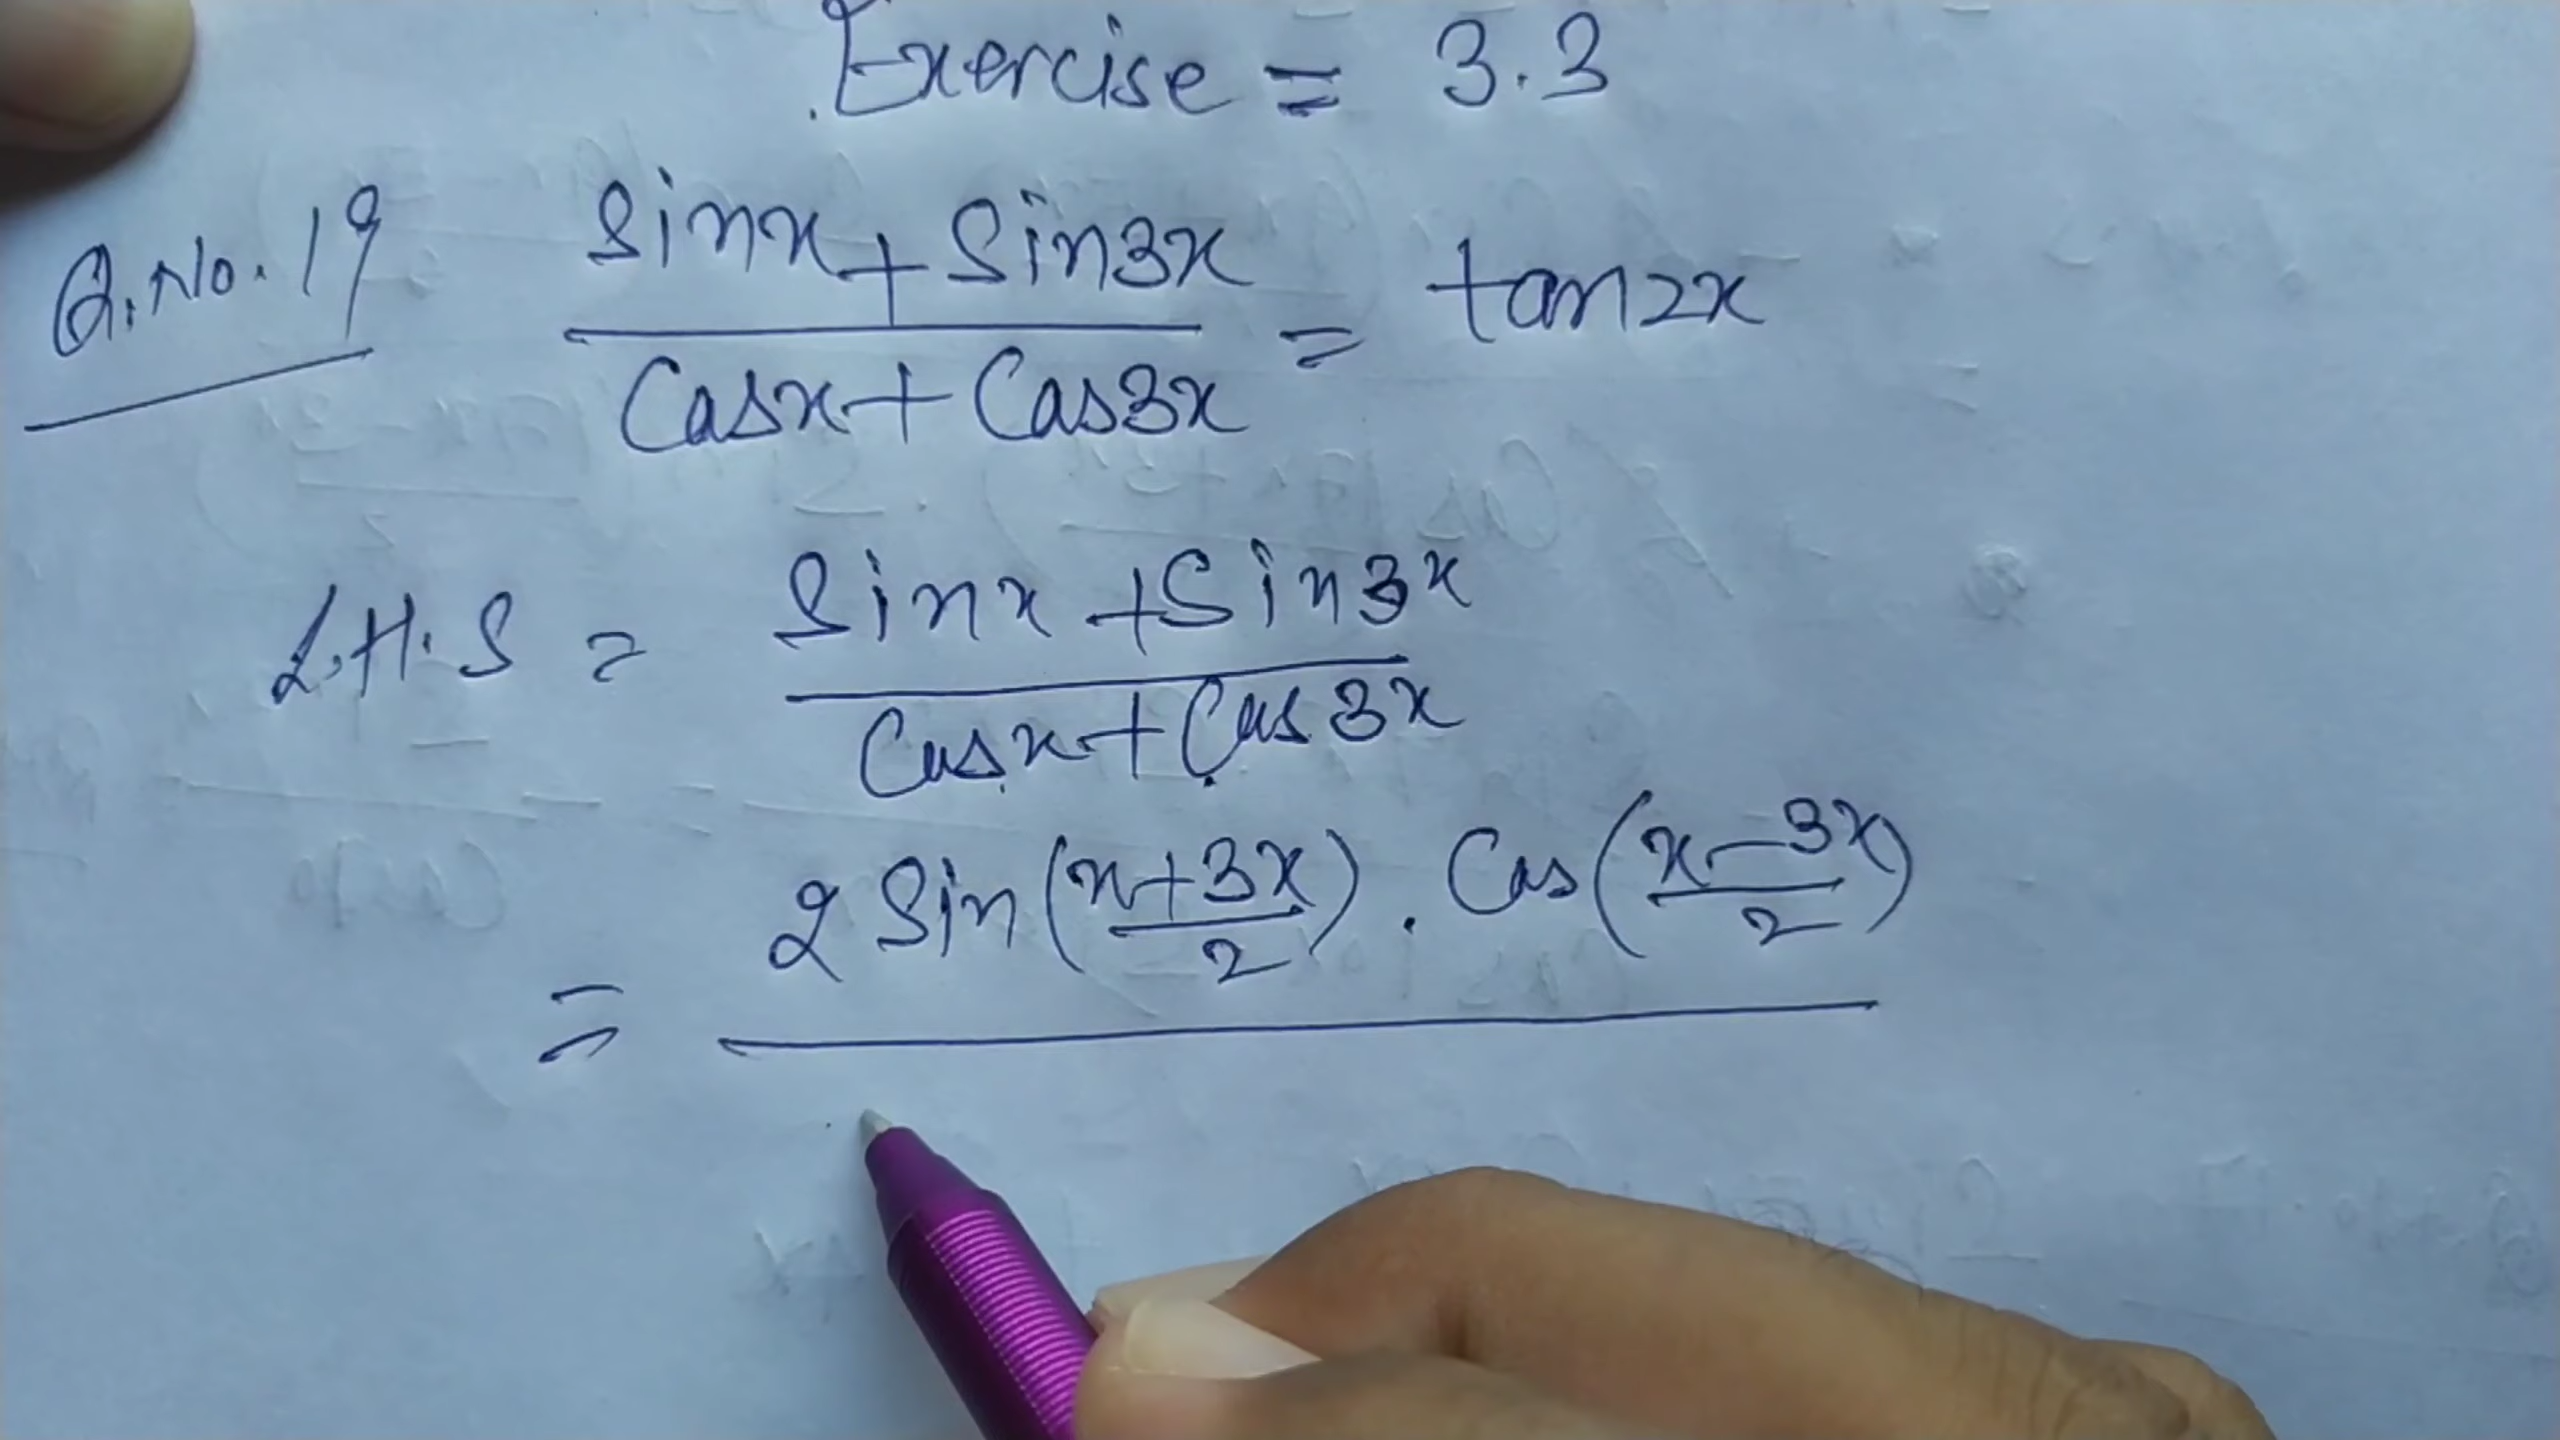 Exercise = 3.3
Q.No.19 sinx + sin3x / Cosx + Cos3x = tan2x
L.H.S = sinx + sin3x / Cosx + Cos3x
= 2 Sin(x+3x/2) . Cos(x-3x/2)